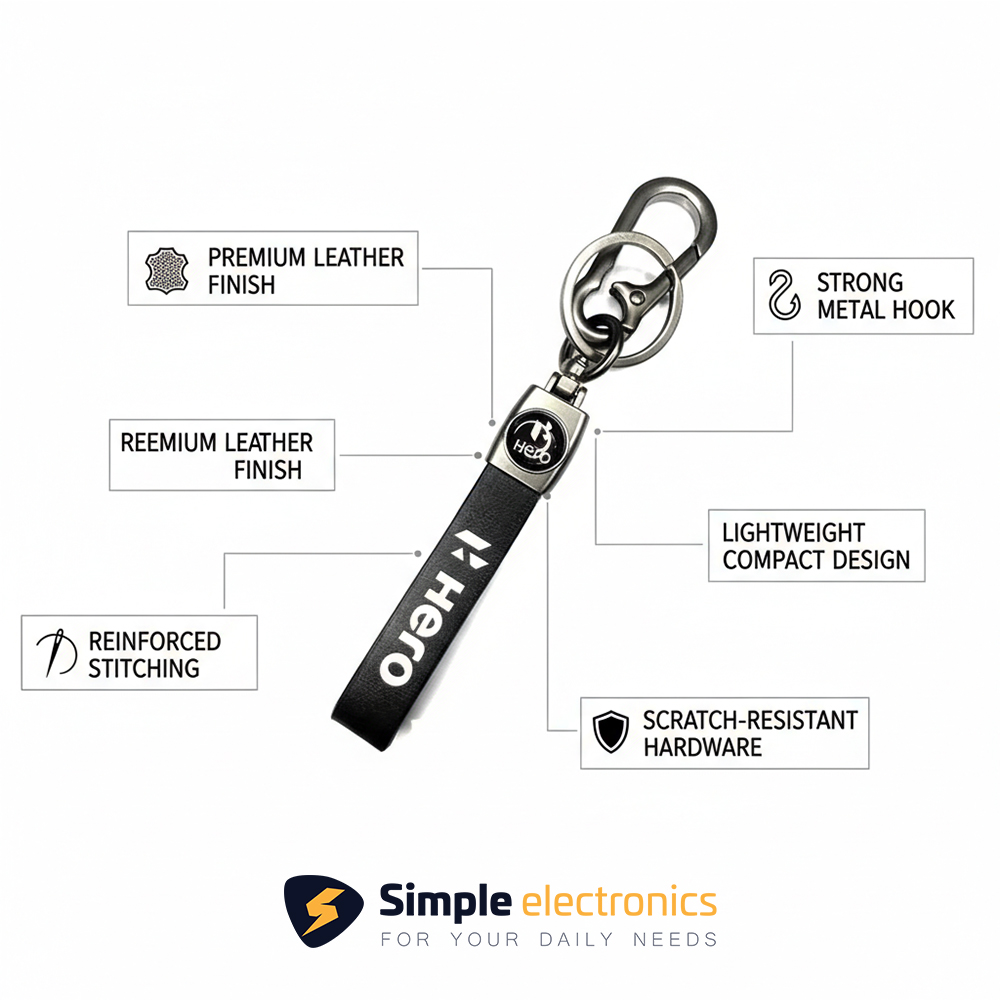 PREMIUM LEATHER
FINISH
STRONG
METAL HOOK
REEMIUM LEATHER
FINISH
Hero
Hero
LIGHTWEIGHT
COMPACT DESIGN
REINFORCED
STITCHING
SCRATCH-RESISTANT
HARDWARE
Simple electronics
FOR YOUR DAILY NEEDS